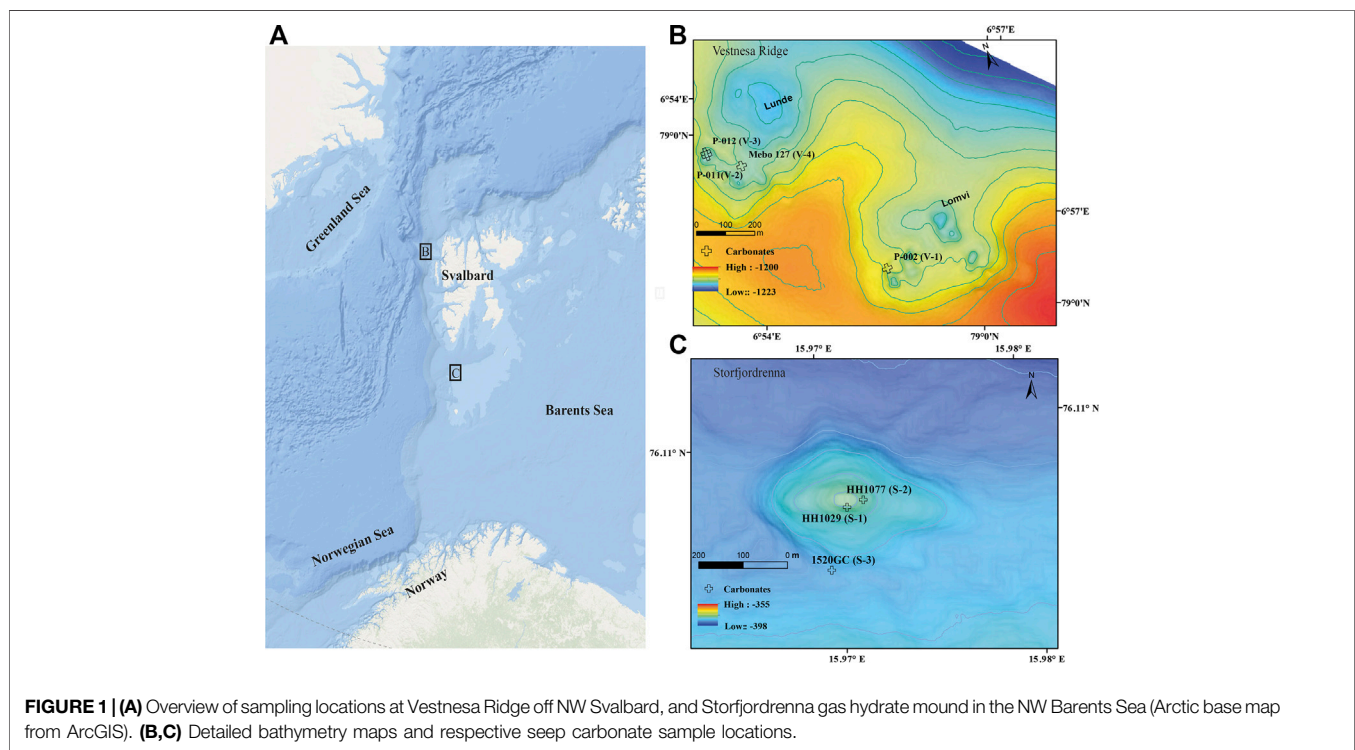 A
Greenland Sea
B
Svalbard
C
Barents Sea
Norwegian Sea
Norway
B
6°57'E
Vestnesa Ridge
N
6°54'E
79°0'N
Lunde
P-012 (V-3)
Mebo 127 (V-4)
P-011(V-2)
Lomvi
6°57'E
0 100 200
m
Carbonates
High : -1200
Low:: -1223
P-002 (V-1)
79°0'N
6°54'E
79°0'N
C
15.97° E
15.98° E
Storfjordrenna
N
76.11° N
76.11° N
HH1077 (S-2)
HH1029 (S-1)
1520GC (S-3)
200 100 0 m
Carbonates
High : -355
Low:: -398
15.97° E
15.98° E
FIGURE 1 | (A) Overview of sampling locations at Vestnesa Ridge off NW Svalbard, and Storfjordrenna gas hydrate mound in the NW Barents Sea (Arctic base map
from ArcGIS). (B,C) Detailed bathymetry maps and respective seep carbonate sample locations.